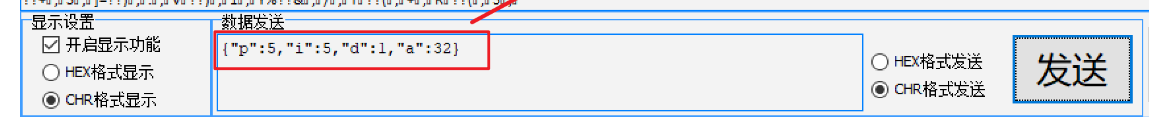 显示设置
开启显示功能
HEX格式显示
CHR格式显示
数据发送
{"p":5,"i":5,"d":1,"a":32}
HEX格式发送
CHR格式发送
发送